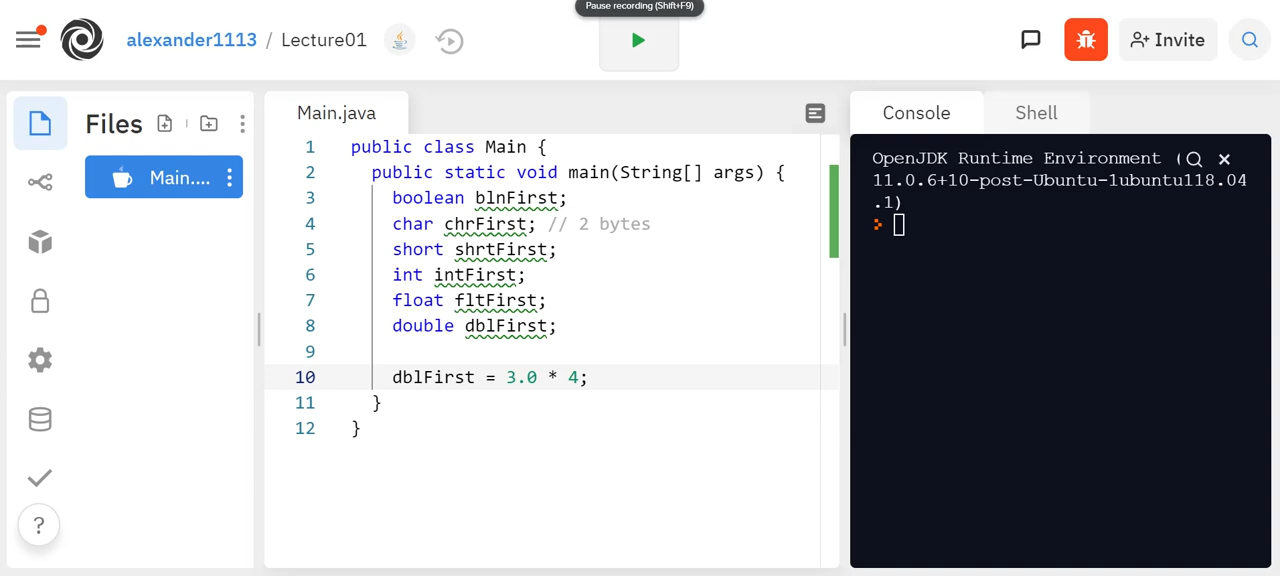 Pause recording (Shift+F9)
alexander1113 / Lecture01
Invite
Files
Main....
Main.java
1 public class Main {
2 public static void main(String[] args) {
3 boolean blnFirst;
4 char chrFirst; // 2 bytes
5 short shrtFirst;
6 int intFirst;
7 float fltFirst;
8 double dblFirst;
9
10 dblFirst = 3.0 * 4;
11 }
12 }
?
Console
Shell
OpenJDK Runtime Environment (
11.0.6+10-post-Ubuntu-1ubuntu118.04
.1)